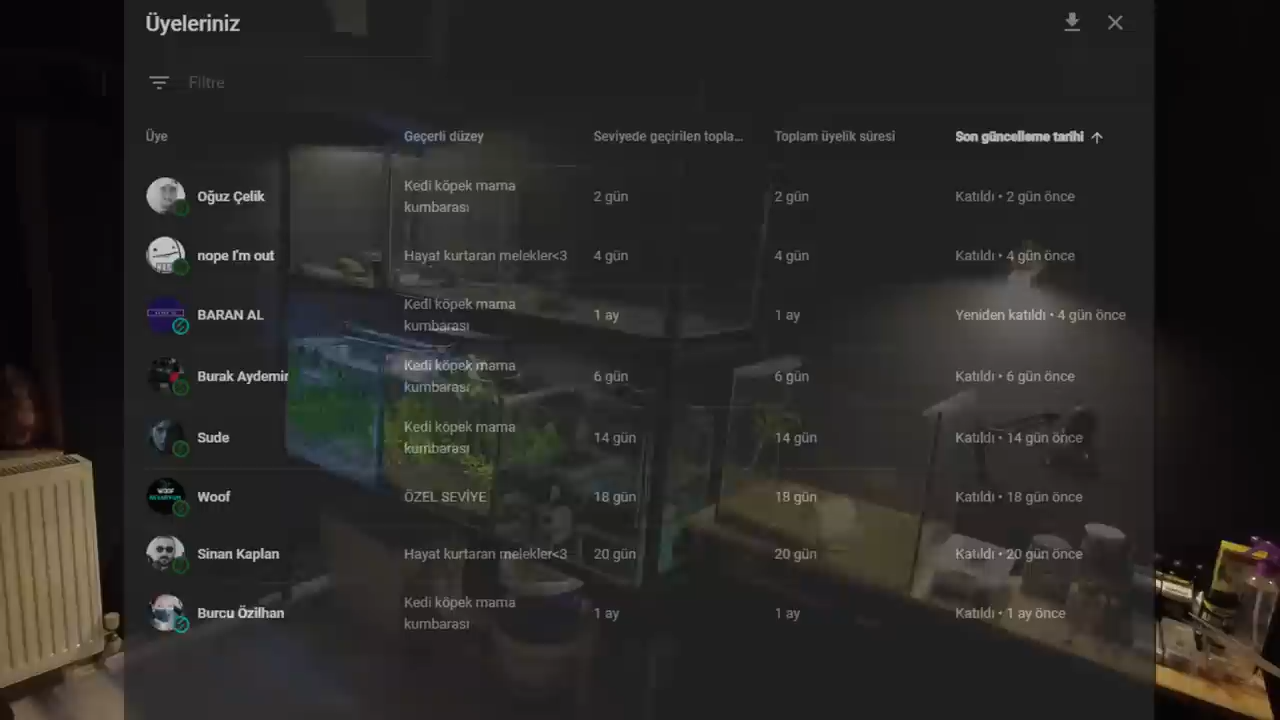 Üyeleriniz
Filtre
Üye Geçerli düzey Seviyede geçirilen topla... Toplam üyelik süresi Son güncelleme tarihi
Oğuz Çelik Kedi köpek mama kumbarası 2 gün 2 gün Katıldı • 2 gün önce
nope I'm out Hayat kurtaran melekler<3 4 gün 4 gün Katıldı • 4 gün önce
BARAN AL Kedi köpek mama kumbarası 1 ay 1 ay Yeniden katıldı • 4 gün önce
Burak Aydemir Kedi köpek mama kumbarası 6 gün 6 gün Katıldı • 6 gün önce
Sude Kedi köpek mama kumbarası 14 gün 14 gün Katıldı • 14 gün önce
Woof ÖZEL SEVİYE 18 gün 18 gün Katıldı • 18 gün önce
Sinan Kaplan Hayat kurtaran melekler<3 20 gün 20 gün Katıldı • 20 gün önce
Burcu Özilhan Kedi köpek mama kumbarası 1 ay 1 ay Katıldı • 1 ay önce